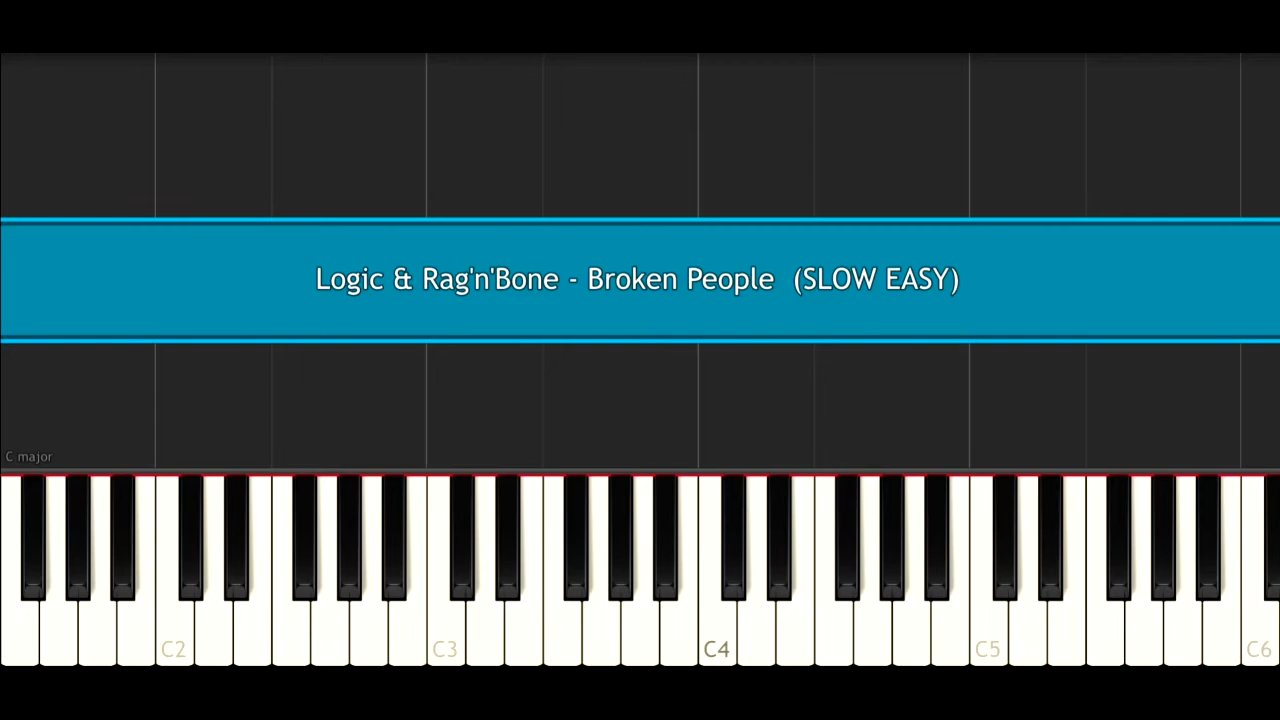 Logic & Rag'n'Bone - Broken People  (SLOW EASY)
C major
C2 C3 C4 C5 C6